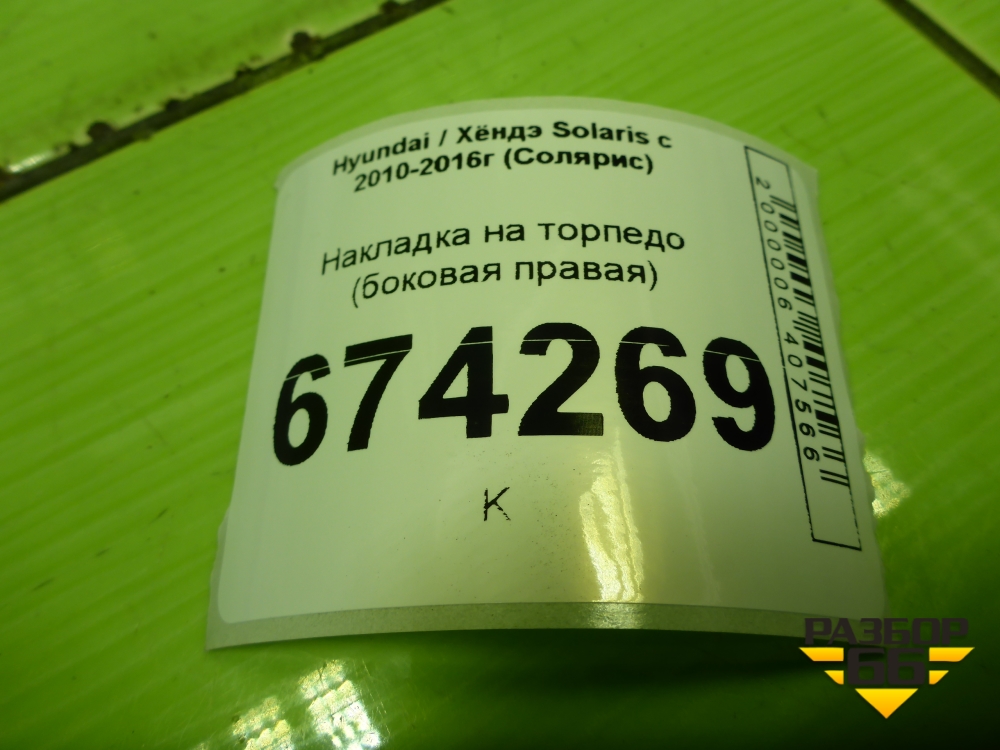 Hyundai / Хёндэ Solaris с
2010-2016г (Солярис)
Накладка на торпедо
(боковая правая)
674269
К
2000006407566
РАЗБОР
66